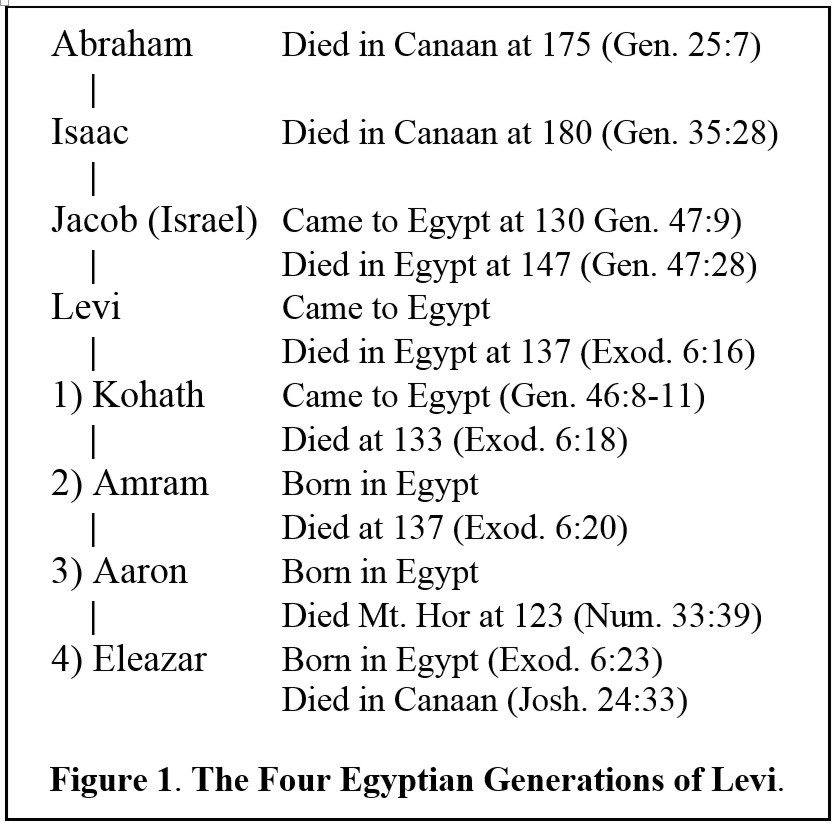 Abraham Died in Canaan at 175 (Gen. 25:7)
|
Isaac Died in Canaan at 180 (Gen. 35:28)
|
Jacob (Israel) Came to Egypt at 130 Gen. 47:9)
| Died in Egypt at 147 (Gen. 47:28)
Levi Came to Egypt
| Died in Egypt at 137 (Exod. 6:16)
1) Kohath Came to Egypt (Gen. 46:8-11)
| Died at 133 (Exod. 6:18)
2) Amram Born in Egypt
| Died at 137 (Exod. 6:20)
3) Aaron Born in Egypt
| Died Mt. Hor at 123 (Num. 33:39)
4) Eleazar Born in Egypt (Exod. 6:23)
Died in Canaan (Josh. 24:33)
Figure 1. The Four Egyptian Generations of Levi.